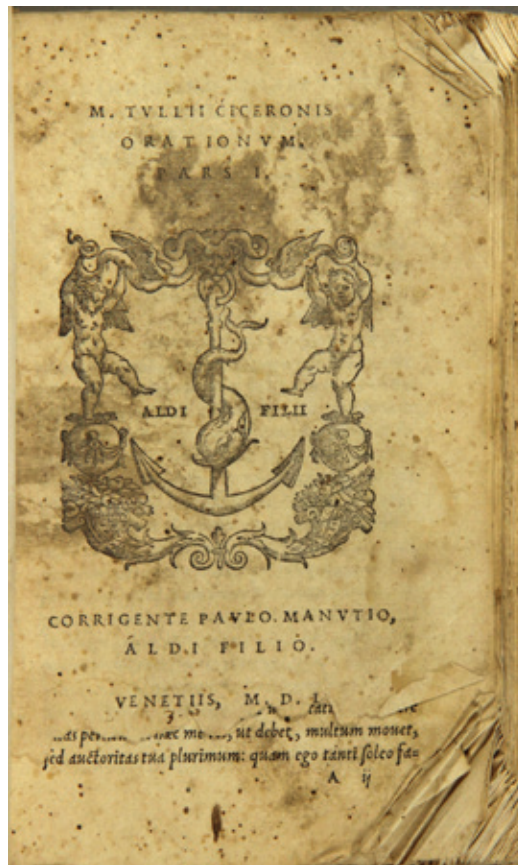 M. TVLLII CICERONIS
ORATIONVM.
PARS I.
ALDI FILII
CORRIGENTE PAVLO. MANVTIO,
ALDI FILIO.
VENETIIS, M. D. L
ut debet, multum mouet,
sed auctoritas tua plurimum: quam ego tanti soleo fa-
A ij